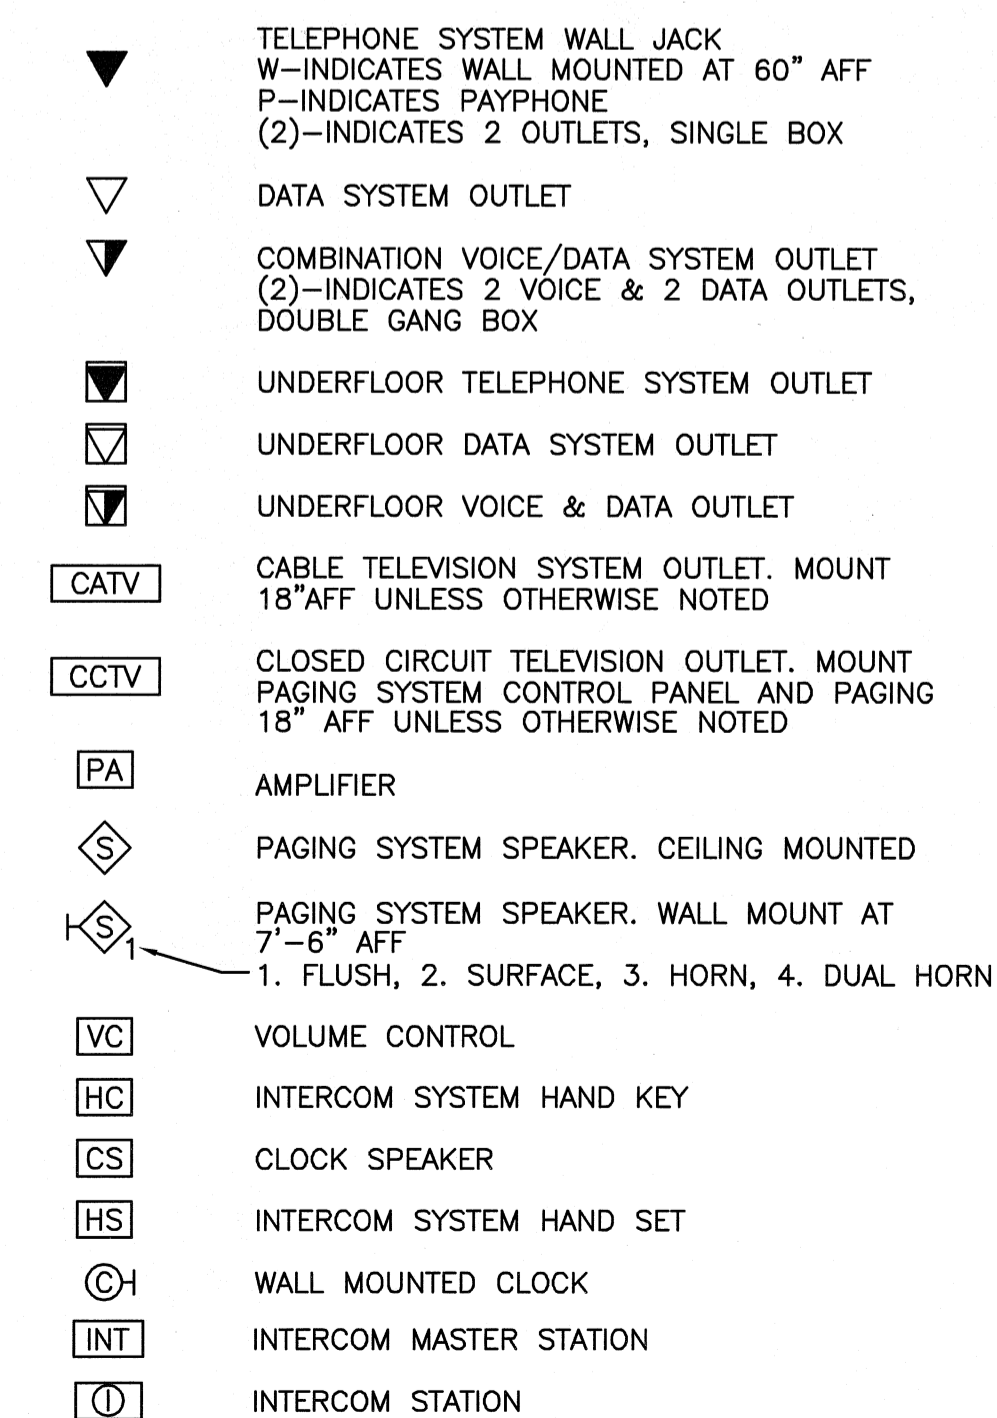 TELEPHONE SYSTEM WALL JACK
W-INDICATES WALL MOUNTED AT 60" AFF
P-INDICATES PAYPHONE
(2)-INDICATES 2 OUTLETS, SINGLE BOX
DATA SYSTEM OUTLET
COMBINATION VOICE/DATA SYSTEM OUTLET
(2)-INDICATES 2 VOICE & 2 DATA OUTLETS,
DOUBLE GANG BOX
UNDERFLOOR TELEPHONE SYSTEM OUTLET
UNDERFLOOR DATA SYSTEM OUTLET
UNDERFLOOR VOICE & DATA OUTLET
CATV CABLE TELEVISION SYSTEM OUTLET. MOUNT
18"AFF UNLESS OTHERWISE NOTED
CCTV CLOSED CIRCUIT TELEVISION OUTLET. MOUNT
PAGING SYSTEM CONTROL PANEL AND PAGING
18" AFF UNLESS OTHERWISE NOTED
PA AMPLIFIER
S PAGING SYSTEM SPEAKER. CEILING MOUNTED
S 1 PAGING SYSTEM SPEAKER. WALL MOUNT AT
7'-6" AFF
1. FLUSH, 2. SURFACE, 3. HORN, 4. DUAL HORN
VC VOLUME CONTROL
HC INTERCOM SYSTEM HAND KEY
CS CLOCK SPEAKER
HS INTERCOM SYSTEM HAND SET
C WALL MOUNTED CLOCK
INT INTERCOM MASTER STATION
I INTERCOM STATION